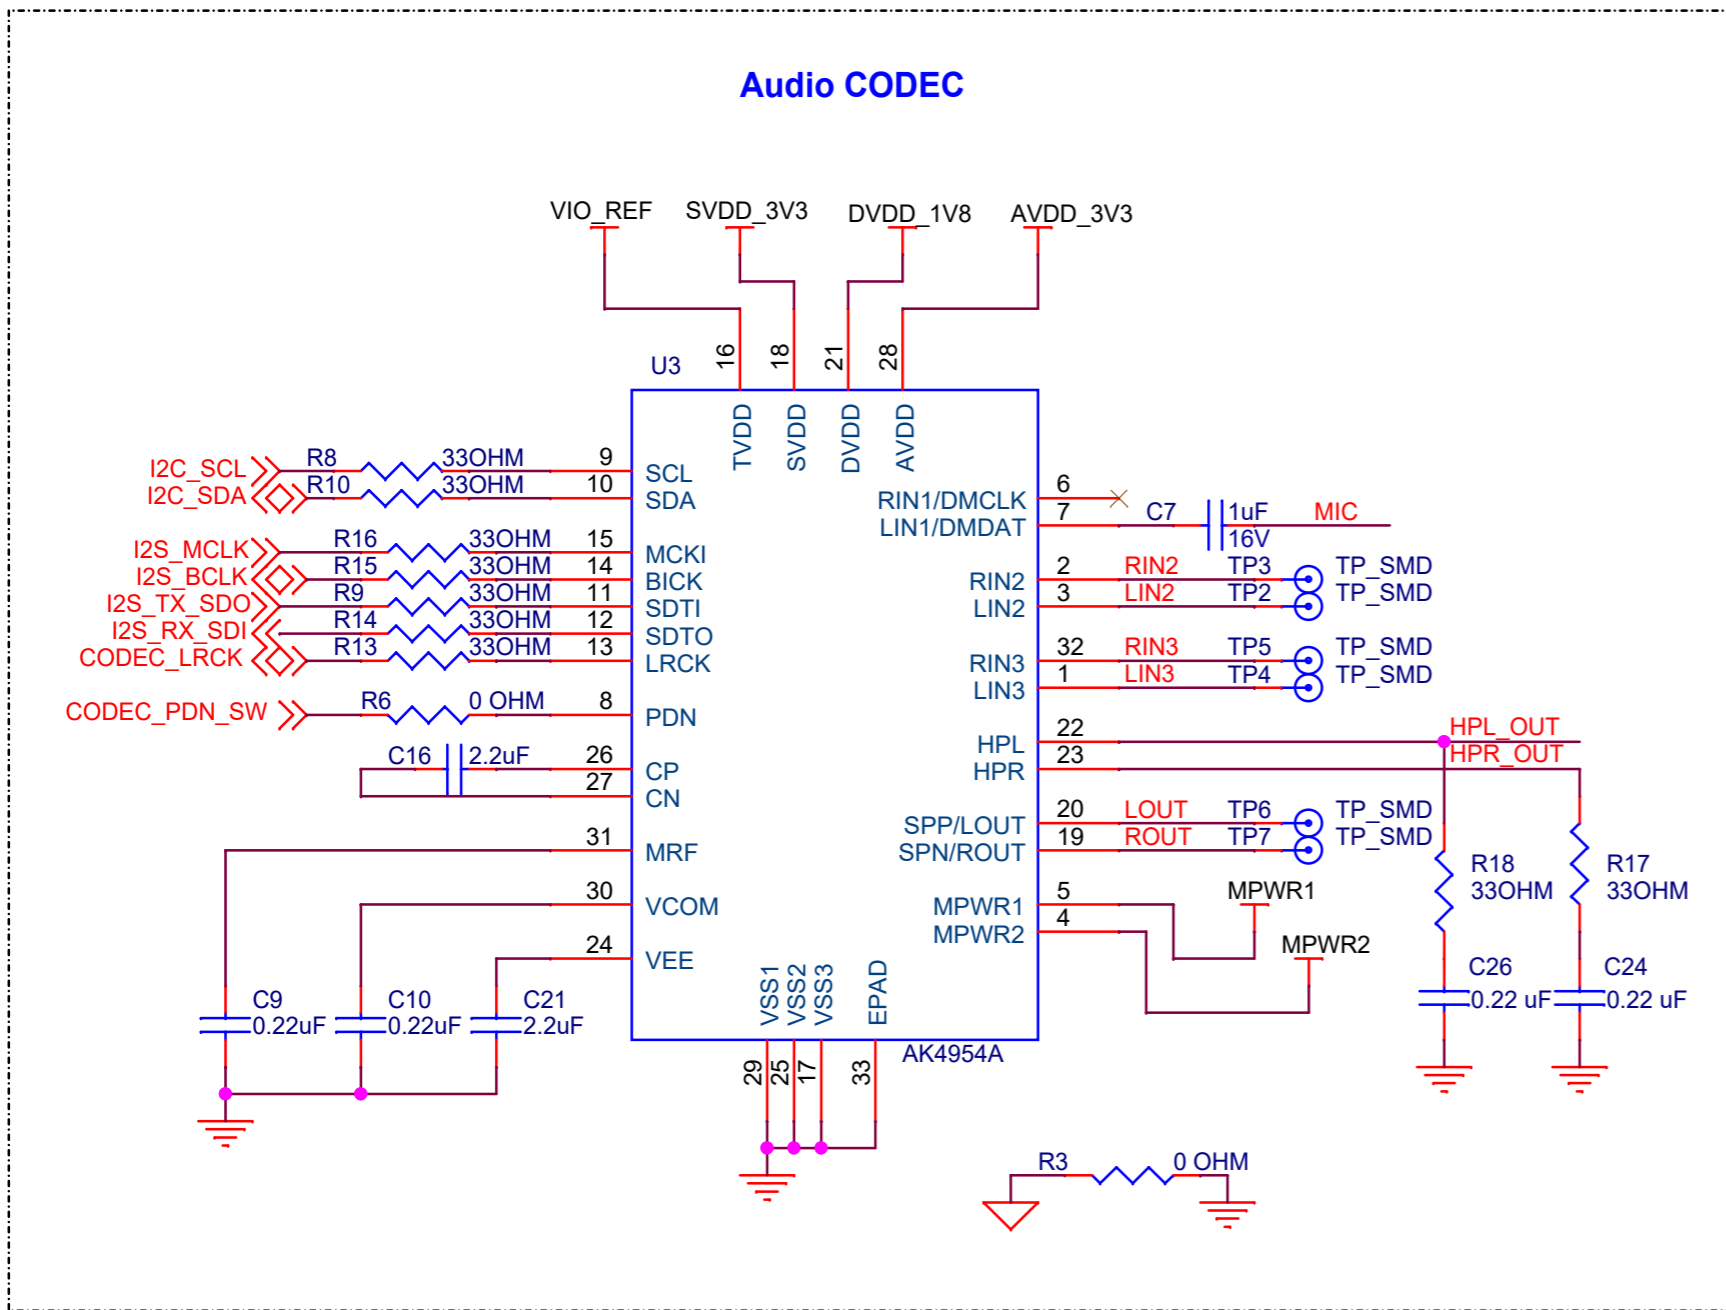 Audio CODEC
VIO_REF SVDD_3V3 DVDD_1V8 AVDD_3V3
U3 16 18 21 28
TVDD SVDD DVDD AVDD
I2C_SCL R8 33OHM 9 SCL
I2C_SDA R10 33OHM 10 SDA
I2S_MCLK R16 33OHM 15 MCKI
I2S_BCLK R15 33OHM 14 BICK
I2S_TX_SDO R9 33OHM 11 SDTI
I2S_RX_SDI R14 33OHM 12 SDTO
CODEC_LRCK R13 33OHM 13 LRCK
CODEC_PDN_SW R6 0 OHM 8 PDN
C16 2.2uF 26 CP
27 CN
31 MRF
30 VCOM
24 VEE
C9 0.22uF
C10 0.22uF
C21 2.2uF
RIN1/DMCLK 6
LIN1/DMDAT 7 C7 1uF 16V MIC
RIN2 2 RIN2 TP3 TP_SMD
LIN2 3 LIN2 TP2 TP_SMD
RIN3 32 RIN3 TP5 TP_SMD
LIN3 1 LIN3 TP4 TP_SMD
HPL 22 HPL_OUT
HPR 23 HPR_OUT
SPP/LOUT 20 LOUT TP6 TP_SMD
SPN/ROUT 19 ROUT TP7 TP_SMD
MPWR1 5 MPWR1
MPWR2 4 MPWR2
R18 33OHM
R17 33OHM
C26 0.22 uF
C24 0.22 uF
VSS1 VSS2 VSS3 EPAD
29 25 17 33
AK4954A
R3 0 OHM